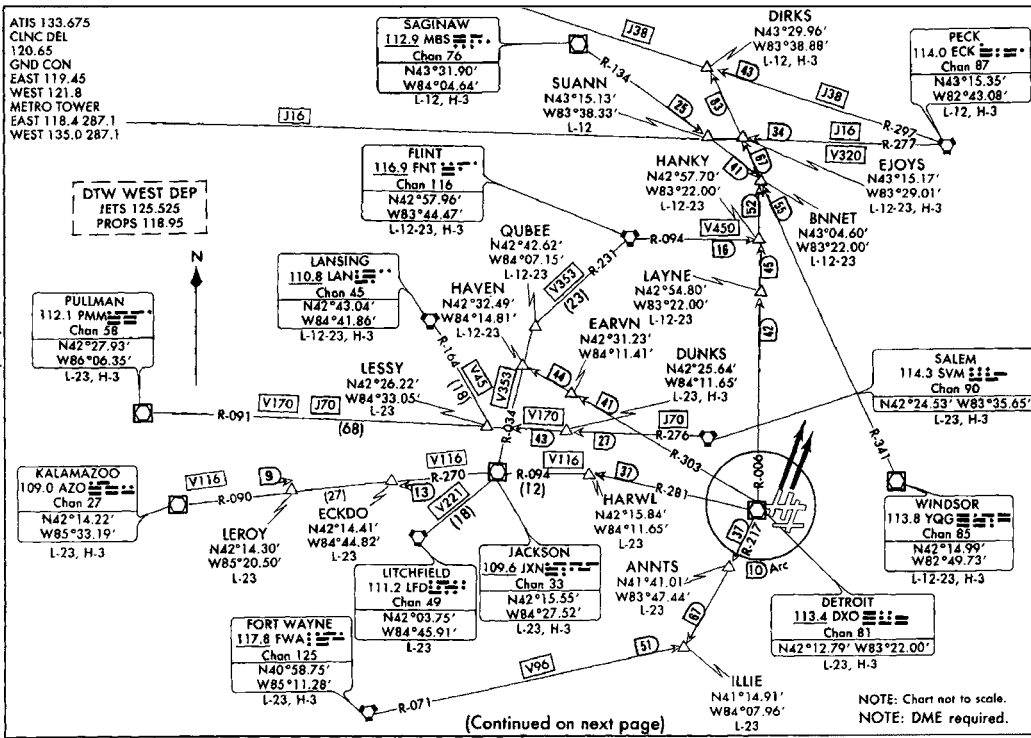 ATIS 133.675
CLNC DEL
120.65
GND CON
EAST 119.45
WEST 121.8
METRO TOWER
EAST 118.4 287.1
WEST 135.0 287.1
SAGINAW
112.9 MBS
Chan 76
N43°31.90'
W84°04.64'
L-12, H-3
J38
DIRKS
N43°29.96'
W83°38.88'
L-12, H-3
PECK
114.0 ECK
Chan 87
N43°15.35'
W82°43.08'
L-12, H-3
R-134
SUANN
N43°15.13'
W83°38.33'
L-12
43
J38
R-297
83
25
J16
34
J16
R-277
V320
FLINT
116.9 FNT
Chan 116
N42°57.96'
W83°44.47'
L-12-23, H-3
HANKY
N42°57.70'
W83°22.00'
L-12-23
41
67
EJOYS
N43°15.17'
W83°29.01'
L-12-23, H-3
DTW WEST DEP
JETS 125.525
PROPS 118.95
52
55
BNNET
N43°04.60'
W83°22.00'
L-12-23
N
QUBEE
N42°42.62'
W84°07.15'
L-12-23
R-094
V450
16
R-231
V353
(23)
LANSING
110.8 LAN
Chan 45
N42°43.04'
W84°41.86'
L-12-23, H-3
HAVEN
N42°32.49'
W84°14.81'
L-12-23
LAYNE
N42°54.80'
W83°22.00'
L-12-23
45
42
PULLMAN
112.1 PMM
Chan 58
N42°27.93'
W86°06.35'
L-23, H-3
EARVN
N42°31.23'
W84°11.41'
L-12-23
R-164
V45
(18)
LESSY
N42°26.22'
W84°33.05'
L-23
V353
44
41
DUNKS
N42°25.64'
W84°11.65'
L-23, H-3
SALEM
114.3 SVM
Chan 90
N42°24.53' W83°35.65'
L-23, H-3
R-091
V170
J70
(68)
R-034
V170
43
27
J70
R-276
R-303
R-006
R-341
KALAMAZOO
109.0 AZO
Chan 27
N42°14.22'
W85°33.19'
L-23, H-3
V116
R-090
9
(27)
V116
R-270
13
R-094
(12)
V116
37
R-281
V221
(18)
HARWL
N42°15.84'
W84°11.65'
L-23
LEROY
N42°14.30'
W85°20.50'
L-23
ECKDO
N42°14.41'
W84°44.82'
L-23
WINDSOR
113.8 YQG
Chan 85
N42°14.99'
W82°49.73'
L-12-23, H-3
LITCHFIELD
111.2 LFD
Chan 49
N42°03.75'
W84°45.91'
L-23
JACKSON
109.6 JXN
Chan 33
N42°15.55'
W84°27.52'
L-23, H-3
ANNTS
N41°41.01'
W83°47.44'
L-23
37
R-217
10 Arc
DETROIT
113.4 DXO
Chan 81
N42°12.79' W83°22.00'
L-23, H-3
FORT WAYNE
117.8 FWA
Chan 125
N40°58.75'
W85°11.28'
L-23, H-3
67
51
V96
R-071
ILLIE
N41°14.91'
W84°07.96'
L-23
(Continued on next page)
NOTE: Chart not to scale.
NOTE: DME required.